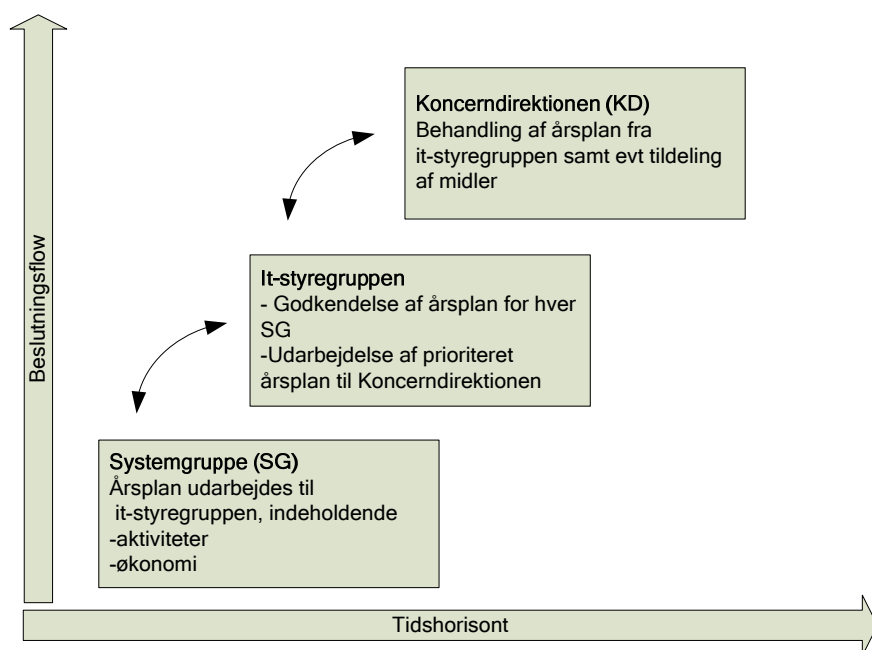 Koncerndirektionen (KD)
Behandling af årsplan fra
it-styregruppen samt evt tildeling
af midler
It-styregruppen
- Godkendelse af årsplan for hver
SG
-Udarbejdelse af prioriteret
årsplan til Koncerndirektionen
Systemgruppe (SG)
Årsplan udarbejdes til
it-styregruppen, indeholdende
-aktiviteter
-økonomi
Beslutningsflow
Tidshorisont